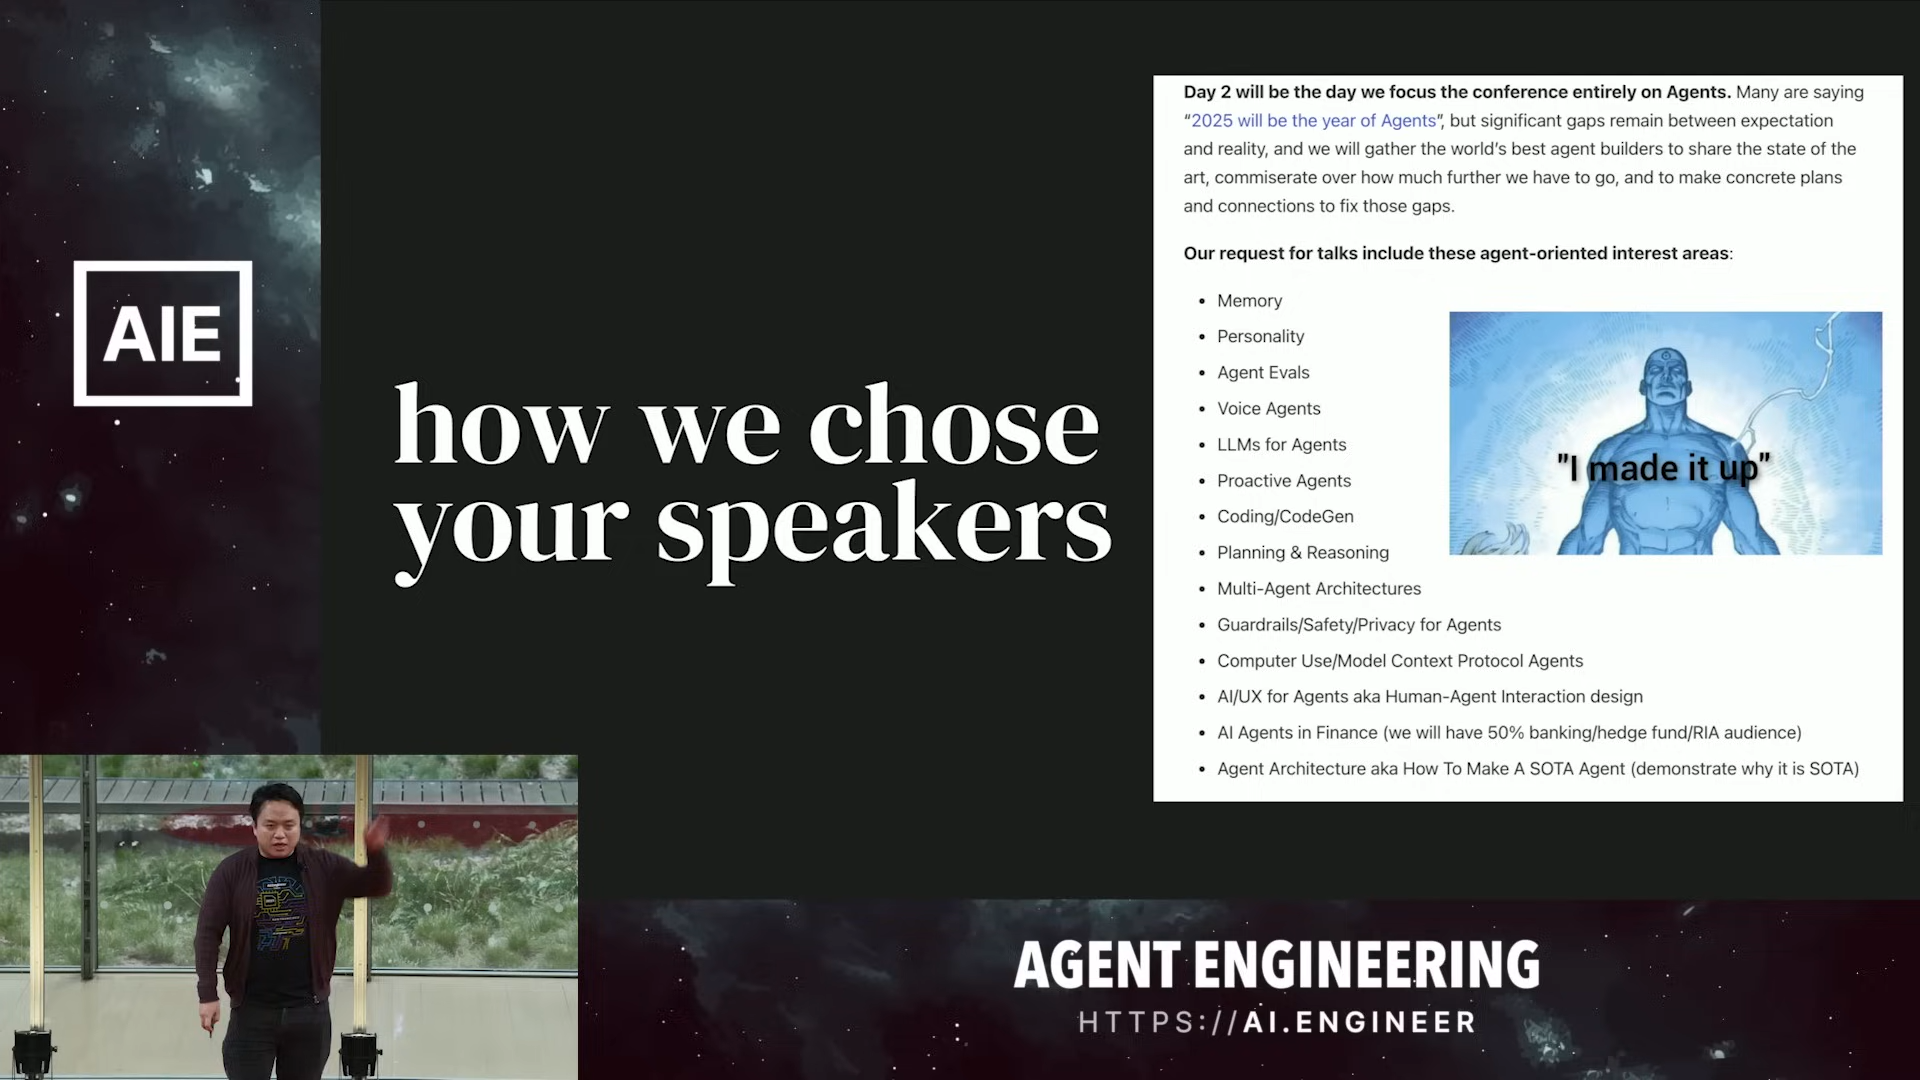 AIE
how we chose
your speakers
Day 2 will be the day we focus the conference entirely on Agents. Many are saying
“2025 will be the year of Agents”, but significant gaps remain between expectation
and reality, and we will gather the world’s best agent builders to share the state of the
art, commiserate over how much further we have to go, and to make concrete plans
and connections to fix those gaps.
Our request for talks include these agent-oriented interest areas:
• Memory
• Personality
• Agent Evals
• Voice Agents
• LLMs for Agents
• Proactive Agents
• Coding/CodeGen
• Planning & Reasoning
• Multi-Agent Architectures
• Guardrails/Safety/Privacy for Agents
• Computer Use/Model Context Protocol Agents
• AI/UX for Agents aka Human-Agent Interaction design
• AI Agents in Finance (we will have 50% banking/hedge fund/RIA audience)
• Agent Architecture aka How To Make A SOTA Agent (demonstrate why it is SOTA)
"I made it up"
AGENT ENGINEERING
HTTPS://AI.ENGINEER